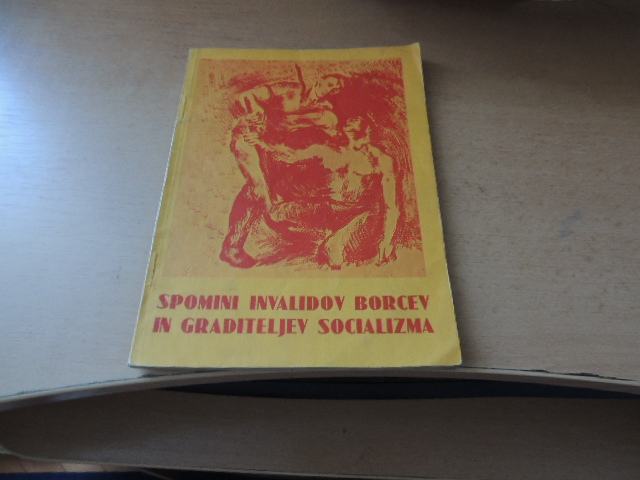 SPOMINI INVALIDOV BORCEV
IN GRADITELJEV SOCIALIZMA